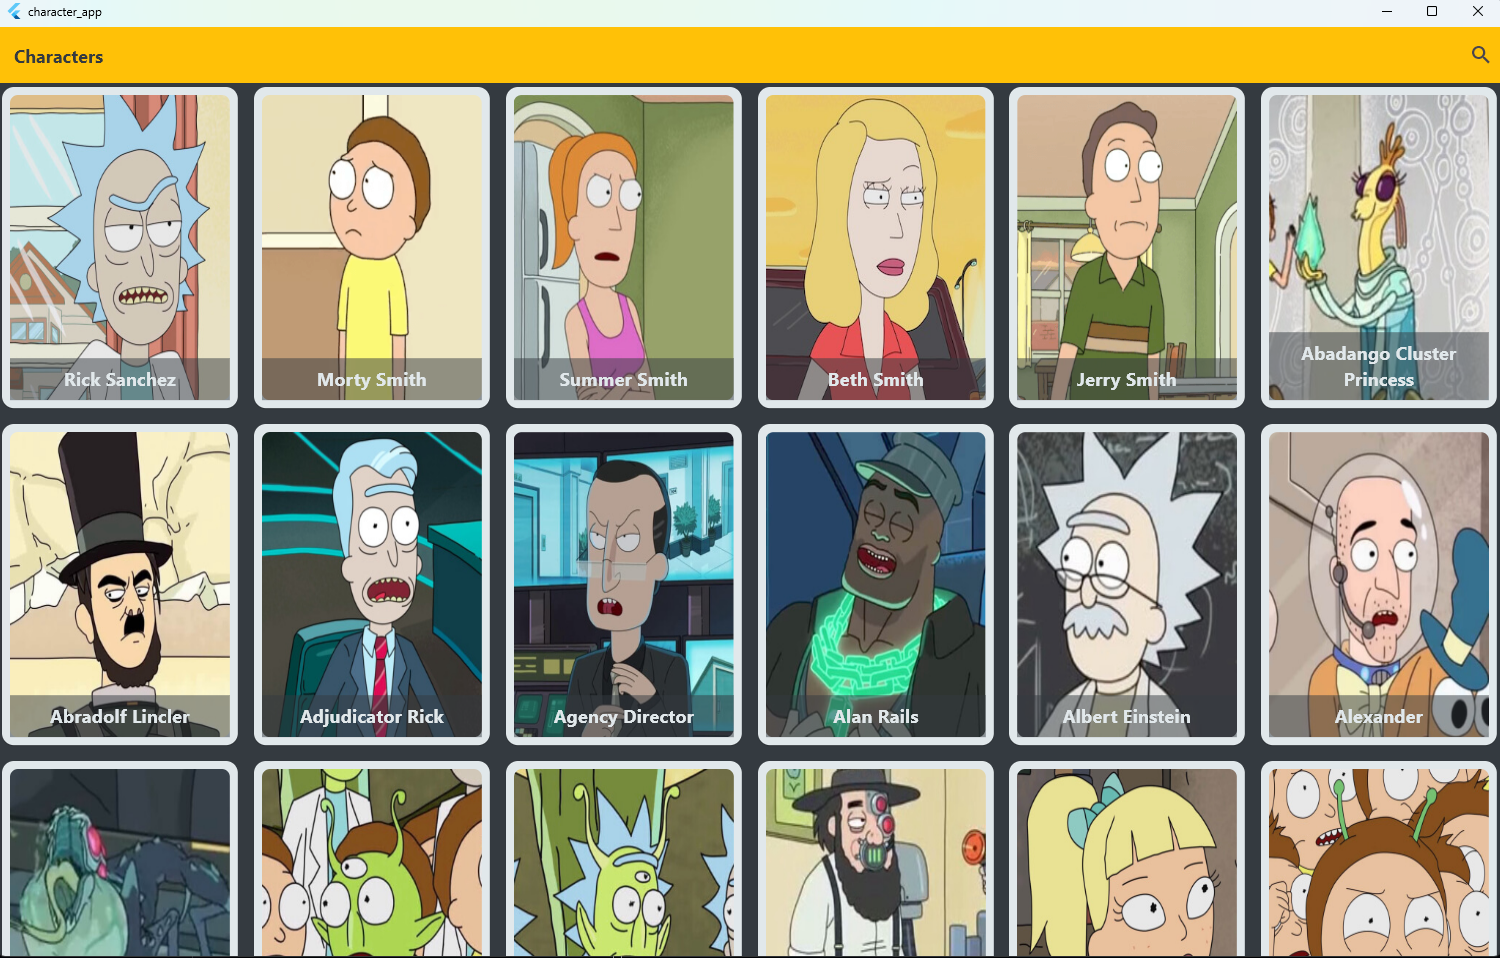 character_app
Characters
Rick Sanchez
Morty Smith
Summer Smith
Beth Smith
Jerry Smith
Abadango Cluster
Princess
Abradolf Lincler
Adjudicator Rick
Agency Director
Alan Rails
Albert Einstein
Alexander